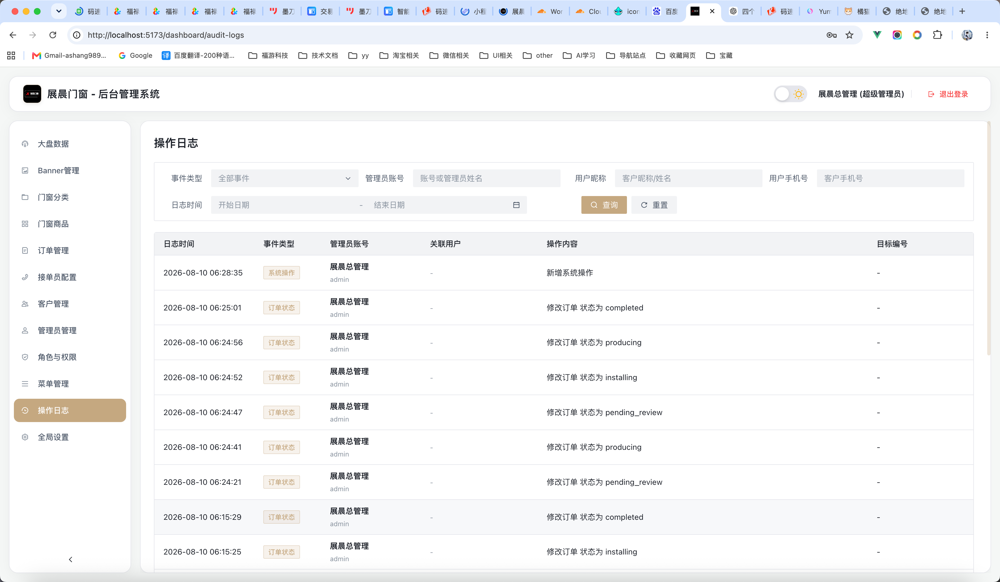 码速 福禄 福禄 福禄 福禄 墨刀 交易 墨刀 智能 码速 小程 展晨 Wor Clou icon 百度 四个 码速 Yum 橘猫 绝地 绝地
http://localhost:5173/dashboard/audit-logs
Gmail-ashang989... Google 百度翻译-200种语... 福游科技 技术文档 yy 淘宝相关 微信相关 UI相关 other AI学习 导航站点 收藏网页 宝藏
展晨门窗 - 后台管理系统
展晨总管理 (超级管理员) 退出登录
大盘数据
Banner管理
门窗分类
门窗商品
订单管理
接单员配置
客户管理
管理员管理
角色与权限
菜单管理
操作日志
全局设置
操作日志
事件类型 全部事件 管理员账号 账号或管理员姓名 用户昵称 客户昵称/姓名 用户手机号 客户手机号
日志时间 开始日期 - 结束日期 查询 重置
日志时间 事件类型 管理员账号 关联用户 操作内容 目标编号
2026-08-10 06:28:35 系统操作 展晨总管理 - 新增系统操作 -
admin
2026-08-10 06:25:01 订单状态 展晨总管理 - 修改订单 状态为 completed -
admin
2026-08-10 06:24:56 订单状态 展晨总管理 - 修改订单 状态为 producing -
admin
2026-08-10 06:24:52 订单状态 展晨总管理 - 修改订单 状态为 installing -
admin
2026-08-10 06:24:47 订单状态 展晨总管理 - 修改订单 状态为 pending_review -
admin
2026-08-10 06:24:41 订单状态 展晨总管理 - 修改订单 状态为 producing -
admin
2026-08-10 06:24:21 订单状态 展晨总管理 - 修改订单 状态为 pending_review -
admin
2026-08-10 06:15:29 订单状态 展晨总管理 - 修改订单 状态为 completed -
admin
2026-08-10 06:15:25 订单状态 展晨总管理 - 修改订单 状态为 installing -
admin